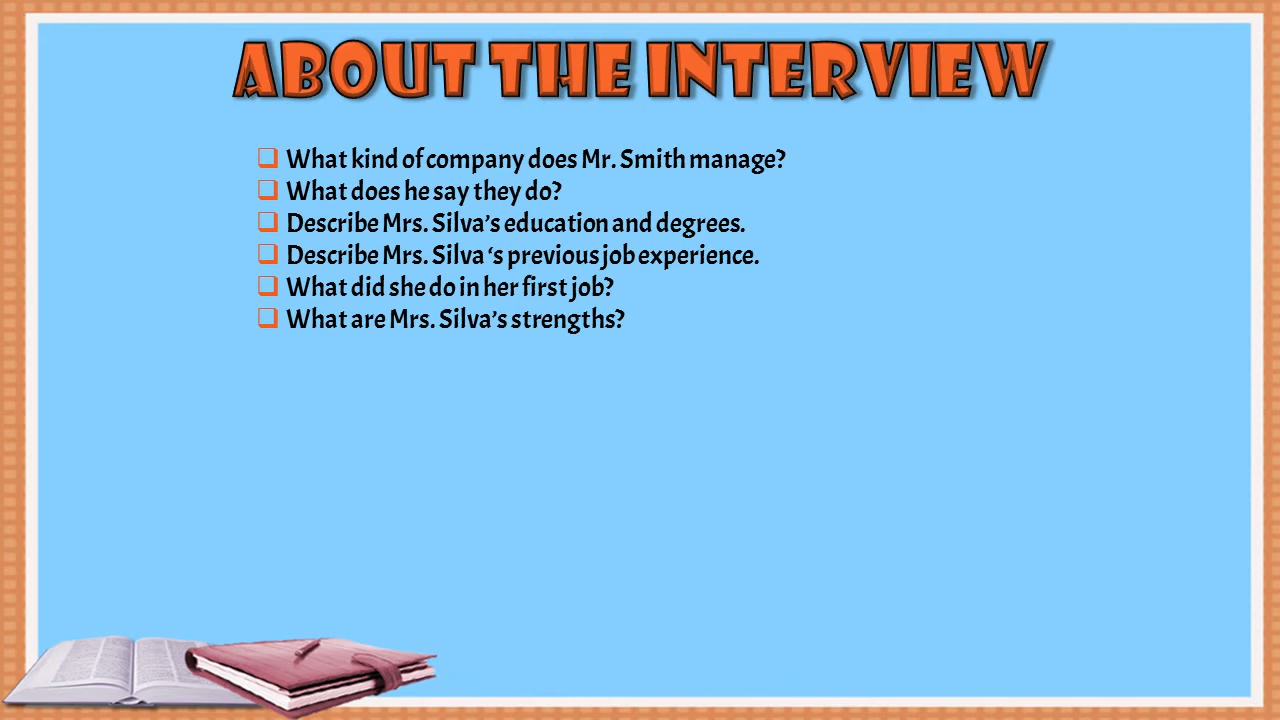 ABOUT THE INTERVIEW
What kind of company does Mr. Smith manage?
What does he say they do?
Describe Mrs. Silva’s education and degrees.
Describe Mrs. Silva ‘s previous job experience.
What did she do in her first job?
What are Mrs. Silva’s strengths?